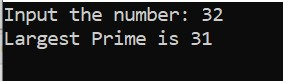 Input the number: 32
Largest Prime is 31